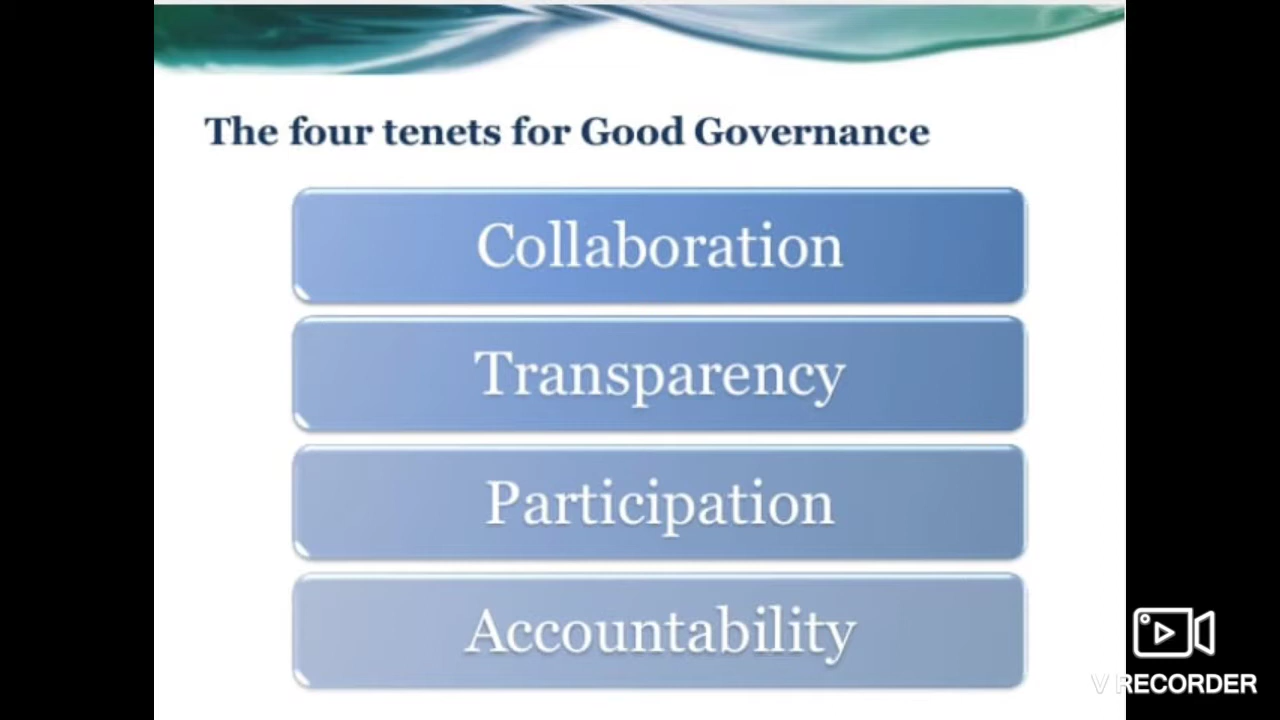 The four tenets for Good Governance
Collaboration
Transparency
Participation
Accountability
V RECORDER